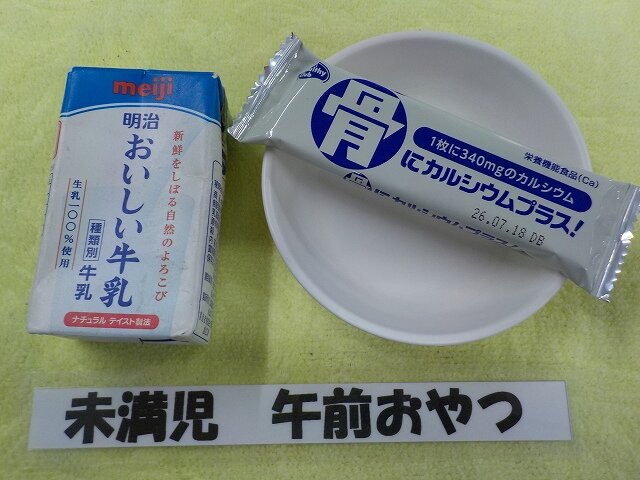 meiji
明治
おいしい牛乳
新鮮をしぼる自然のよろこび
生乳一〇〇%使用
種類別 牛乳
ナチュラル テイスト製法
骨にカルシウムプラス!
1枚に340mgのカルシウム
栄養機能食品(Ca)
26.07.18 DB
未満児 午前おやつ